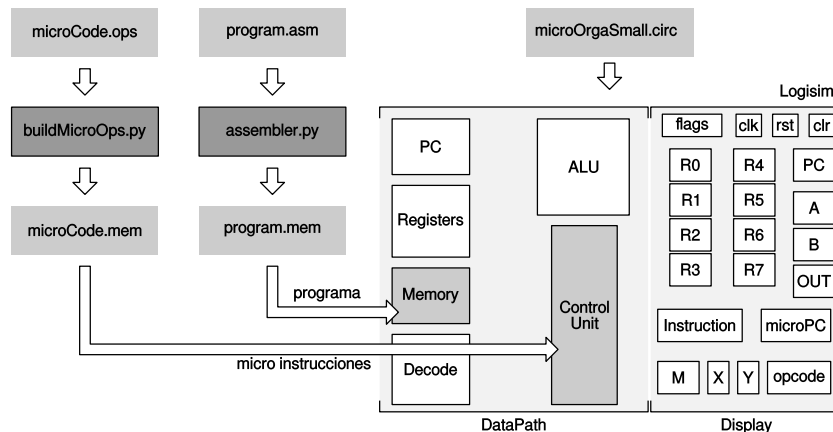 microCode.ops
program.asm
microOrgaSmall.circ
Logisim
buildMicroOps.py
assembler.py
microCode.mem
program.mem
programa
micro instrucciones
PC
Registers
Memory
Decode
ALU
Control
Unit
DataPath
flags
clk
rst
clr
R0
R4
PC
R1
R5
A
R2
R6
B
R3
R7
OUT
Instruction
microPC
M
X
Y
opcode
Display